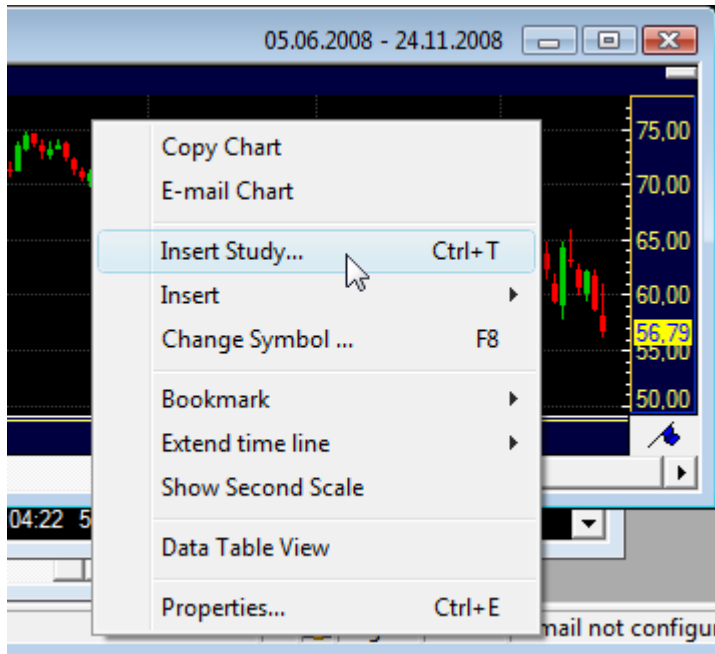 05.06.2008 - 24.11.2008
75,00
Copy Chart
70,00
E-mail Chart
65,00
Insert Study... Ctrl+T
60,00
Insert
56.79
Change Symbol ... F8
55,00
50,00
Bookmark
Extend time line
Show Second Scale
04:22 5
Data Table View
Properties... Ctrl+E
mail not configu